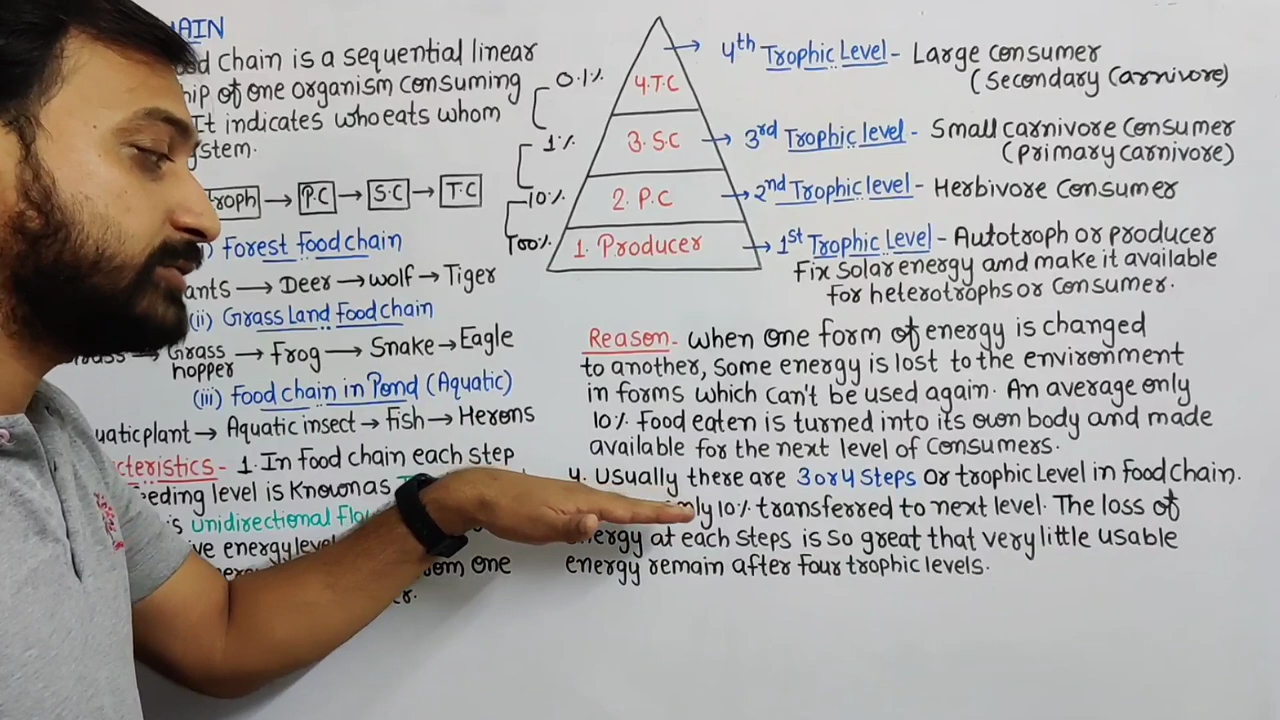 AIN
od Chain is a sequential linear
hip of one organism consuming
It indicates who eats whom
ystem.
troph → P.C → S.C → T.C
i) Forest Food chain
ants → Deer → wolf → Tiger
(ii) Grass Land Food chain
Grass hopper → Frog → Snake → Eagle
(iii) Food chain in Pond (Aquatic)
uatic plant → Aquatic insect → Fish → Herons
cteristics - 1. In Food chain each step
eeding level is Known as
is Unidirectional Flo
ive energy level
om one
er.
0.1%
1%
10%
100%
4. T.C
3. S.C
2. P.C
1. Producer
→ 4th Trophic Level - Large Consumer
(Secondary Carnivore)
→ 3rd Trophic level - Small carnivore Consumer
(Primary Carnivore)
→ 2nd Trophic level - Herbivore Consumer
→ 1st Trophic Level - Autotroph or producer
Fix Solar energy and make it available
for heterotrophs or Consumer.
Reason - When one form of energy is changed
to another, Some energy is lost to the environment
in forms which can't be used again. An average only
10% Food eaten is turned into its own body and made
available for the next level of Consumers.
4. Usually there are 3 or 4 Steps or trophic Level in food Chain.
nly 10% transferred to next level. The loss of
energy at each Steps is So great that very little usable
energy remain after four trophic levels.